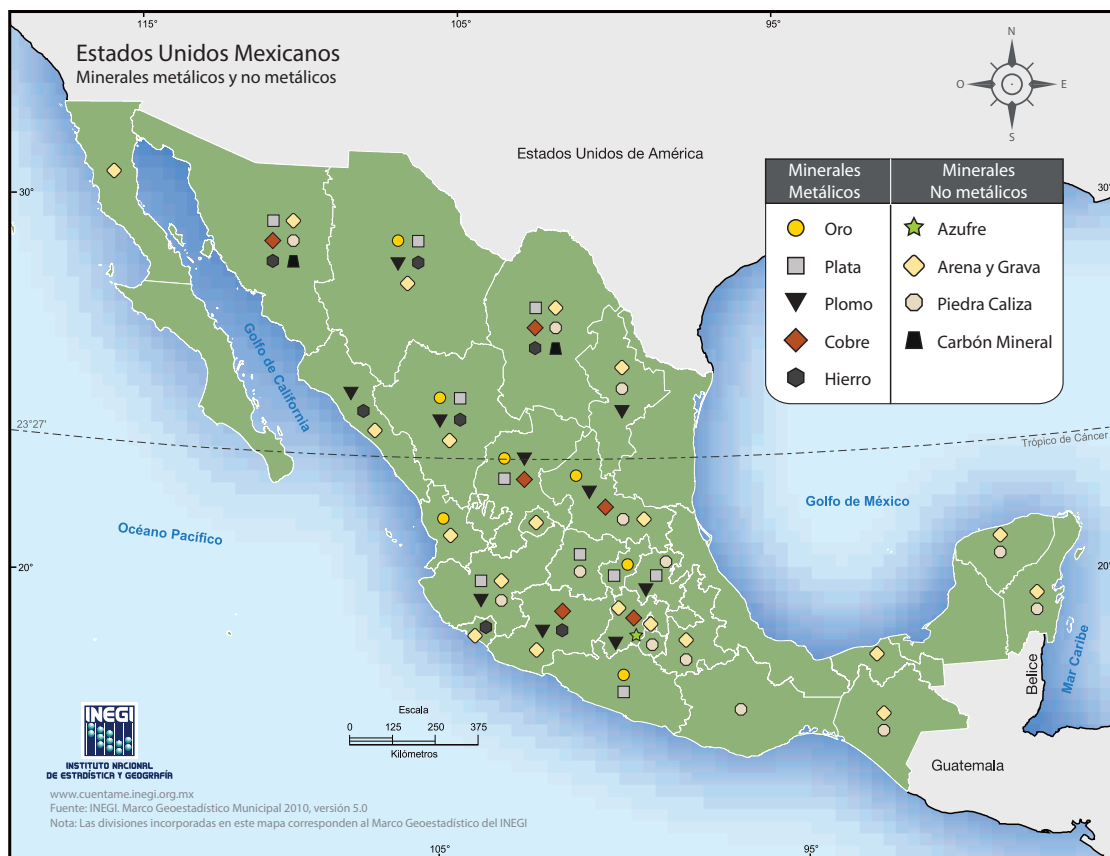 115°
105°
95°
Estados Unidos Mexicanos
Minerales metálicos y no metálicos
N
O
E
S
Estados Unidos de América
30°
30°
Minerales
Metálicos
Minerales
No metálicos
Oro
Azufre
Plata
Arena y Grava
Plomo
Piedra Caliza
Cobre
Carbón Mineral
Hierro
Golfo de California
23°27'
Trópico de Cáncer
Golfo de México
Océano Pacífico
20°
20°
Mar Caribe
Belice
Guatemala
Escala
0 125 250 375
Kilómetros
INEGI
INSTITUTO NACIONAL
DE ESTADÍSTICA Y GEOGRAFÍA
www.cuentame.inegi.org.mx
Fuente: INEGI. Marco Geoestadístico Municipal 2010, versión 5.0
Nota: Las divisiones incorporadas en este mapa corresponden al Marco Geoestadístico del INEGI
105°
95°